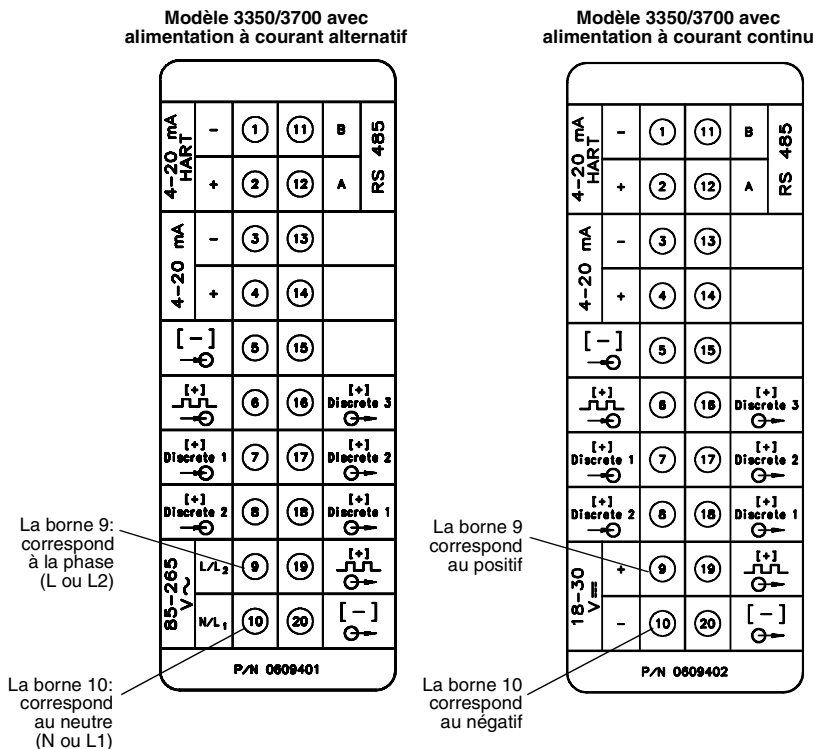 Modèle 3350/3700 avec
alimentation à courant alternatif
4-20 mA
HART
- 1 11 B
RS 485
+ 2 12 A
4-20 mA
- 3 13
+ 4 14
[-] 5 15
[+] 6 16 [+]
Discrete 3
[+]
Discrete 1 7 17 [+]
Discrete 2
[+]
Discrete 2 8 18 [+]
Discrete 1
85-265
V~
L/L2 9 19 [+]
N/L1 10 20 [-]
P/N 0609401
La borne 9:
correspond
à la phase
(L ou L2)
La borne 10:
correspond
au neutre
(N ou L1)
Modèle 3350/3700 avec
alimentation à courant continu
4-20 mA
HART
- 1 11 B
RS 485
+ 2 12 A
4-20 mA
- 3 13
+ 4 14
[-] 5 15
[+] 6 16 [+]
Discrete 3
[+]
Discrete 1 7 17 [+]
Discrete 2
[+]
Discrete 2 8 18 [+]
Discrete 1
18-30
V
+ 9 19 [+]
- 10 20 [-]
P/N 0609402
La borne 9
correspond
au positif
La borne 10
correspond
au négatif